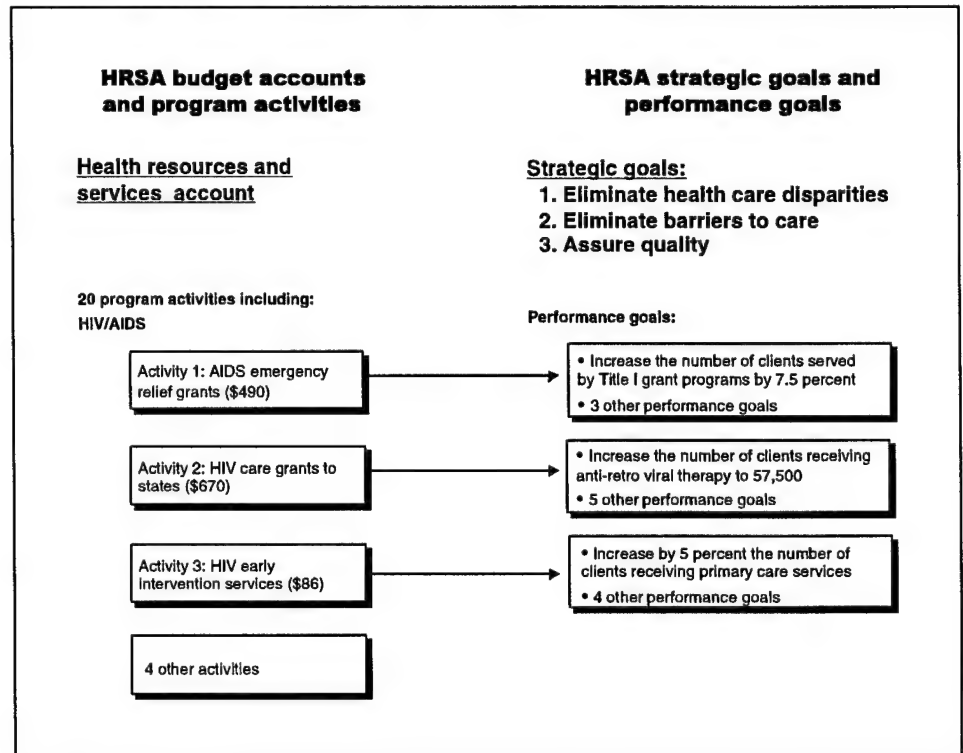 HRSA budget accounts
and program activities
HRSA strategic goals and
performance goals
Health resources and
services account
Strategic goals:
1. Eliminate health care disparities
2. Eliminate barriers to care
3. Assure quality
20 program activities including:
HIV/AIDS
Performance goals:
Activity 1: AIDS emergency
relief grants ($490)
• Increase the number of clients served
by Title I grant programs by 7.5 percent
• 3 other performance goals
Activity 2: HIV care grants to
states ($670)
• Increase the number of clients receiving
anti-retro viral therapy to 57,500
• 5 other performance goals
Activity 3: HIV early
intervention services ($86)
• Increase by 5 percent the number of
clients receiving primary care services
• 4 other performance goals
4 other activities